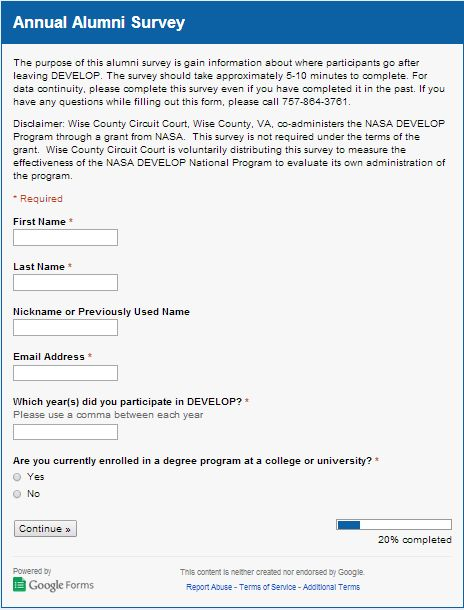 Annual Alumni Survey
The purpose of this alumni survey is gain information about where participants go after
leaving DEVELOP. The survey should take approximately 5-10 minutes to complete. For
data continuity, please complete this survey even if you have completed it in the past. If you
have any questions while filling out this form, please call 757-864-3761.
Disclaimer: Wise County Circuit Court, Wise County, VA, co-administers the NASA DEVELOP
Program through a grant from NASA. This survey is not required under the terms of the
grant. Wise County Circuit Court is voluntarily distributing this survey to measure the
effectiveness of the NASA DEVELOP National Program to evaluate its own administration of
the program.
* Required
First Name *
Last Name *
Nickname or Previously Used Name
Email Address *
Which year(s) did you participate in DEVELOP? *
Please use a comma between each year
Are you currently enrolled in a degree program at a college or university? *
Yes
No
Continue »
20% completed
Powered by
Google Forms
This content is neither created nor endorsed by Google.
Report Abuse - Terms of Service - Additional Terms